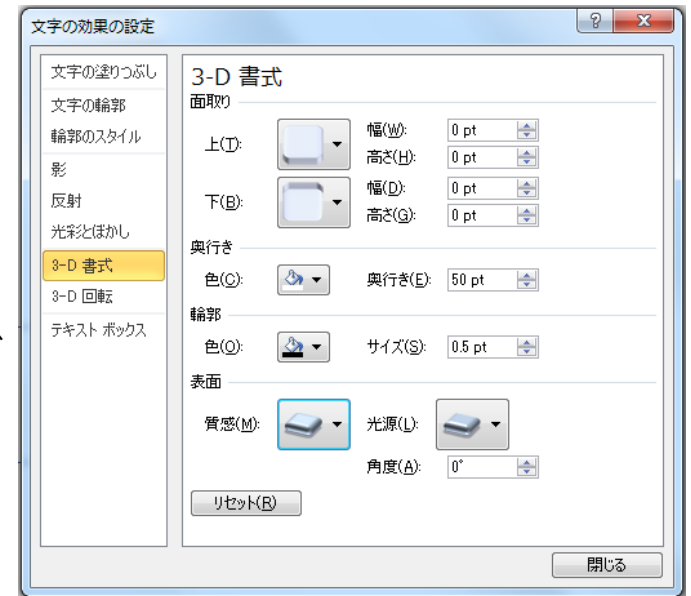 文字の効果の設定
文字の塗りつぶし
文字の輪郭
輪郭のスタイル
影
反射
光彩とぼかし
3-D 書式
3-D 回転
テキスト ボックス
3-D 書式
面取り
上(T):
幅(W): 0 pt
高さ(H): 0 pt
下(B):
幅(D): 0 pt
高さ(G): 0 pt
奥行き
色(C): 奥行き(E): 50 pt
輪郭
色(O): サイズ(S): 0.5 pt
表面
質感(M): 光源(L):
角度(A): 0°
リセット(R)
閉じる